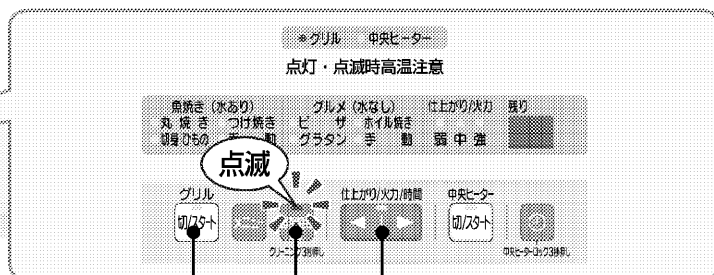 ※グリル 中央ヒーター
点灯・点滅時高温注意
魚焼き(水あり) グルメ(水なし) 仕上がり/火力 残り
丸焼き つけ焼き ピザ ホイル焼き
切身ひもの 手動 グラタン 手動 弱中強
点滅
グリル 仕上がり/火力/時間 中央ヒーター
切/スタート 切/スタート
クリーニング3秒押し 中央ヒーターロック3秒押し